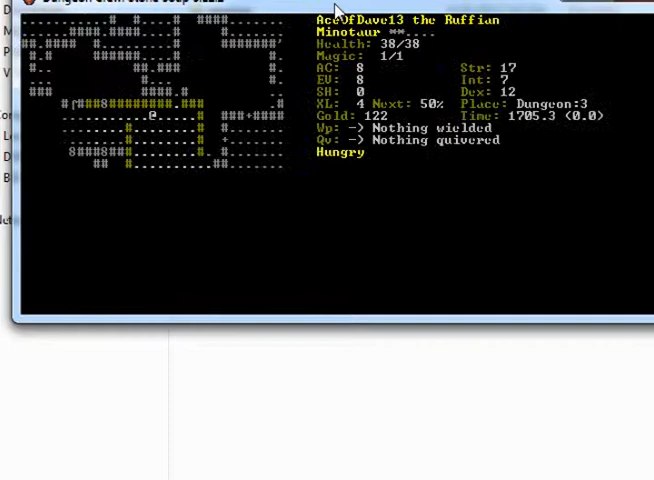 ActOfDave13 the Ruffian
Minotaur **....
Health: 38/38
Magic: 1/1
AC: 8 Str: 17
EV: 8 Int: 7
SH: 0 Dex: 12
XL: 4 Next: 50% Place: Dungeon:3
Gold: 122 Time: 1705.3 (0.0)
Wp: -) Nothing wielded
Qv: -) Nothing quivered
Hungry